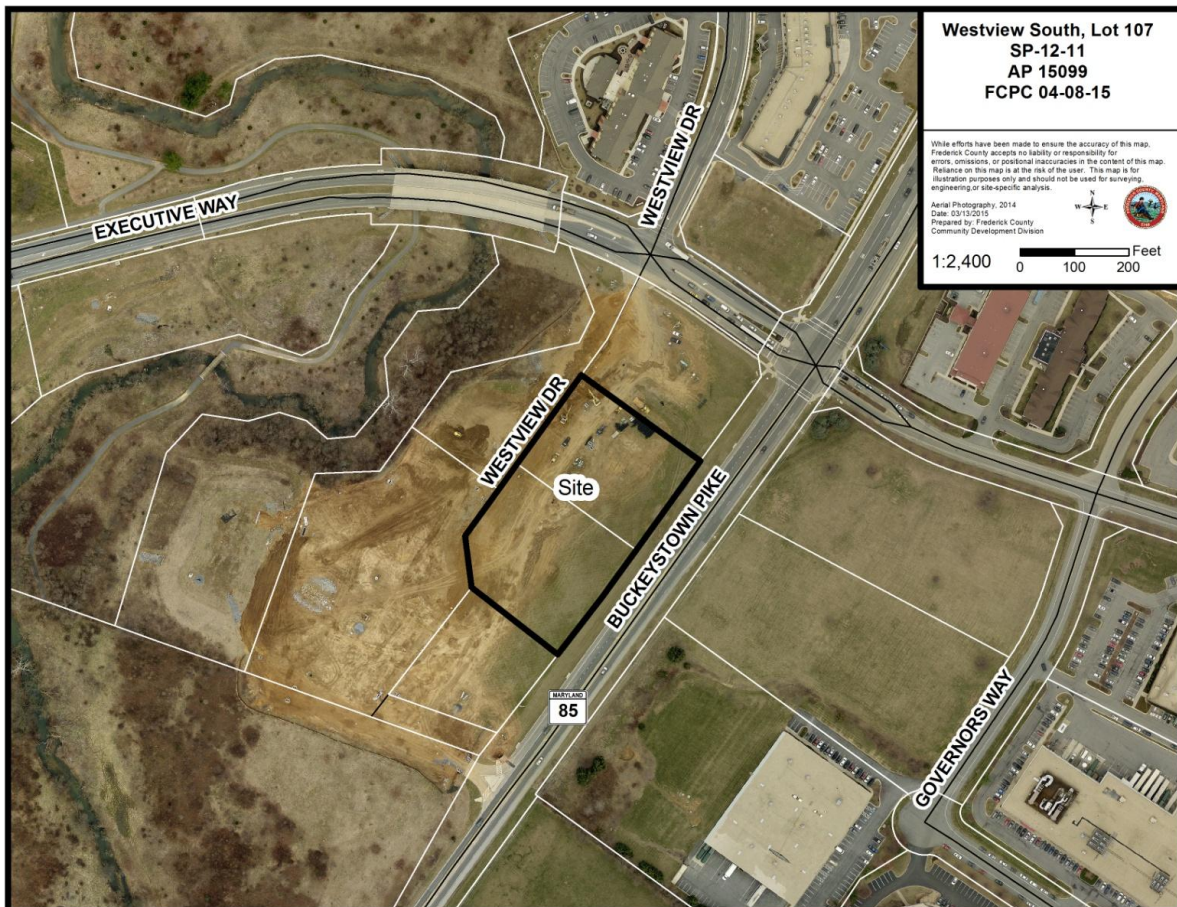 Westview South, Lot 107
SP-12-11
AP 15099
FCPC 04-08-15
While efforts have been made to ensure the accuracy of this map,
Frederick County accepts no liability or responsibility for
errors, omissions, or positional inaccuracies in the content of this map.
Reliance on this map is at the risk of the user. This map is for
illustration purposes only and should not be used for surveying,
engineering,or site-specific analysis.
Aerial Photography, 2014
Date: 03/13/2015
Prepared by: Frederick County
Community Development Division
N
W E
S
1:2,400
Feet
0 100 200
WESTVIEW DR
EXECUTIVE WAY
WESTVIEW DR
Site
BUCKEYSTOWN PIKE
MARYLAND
85
GOVERNORS WAY